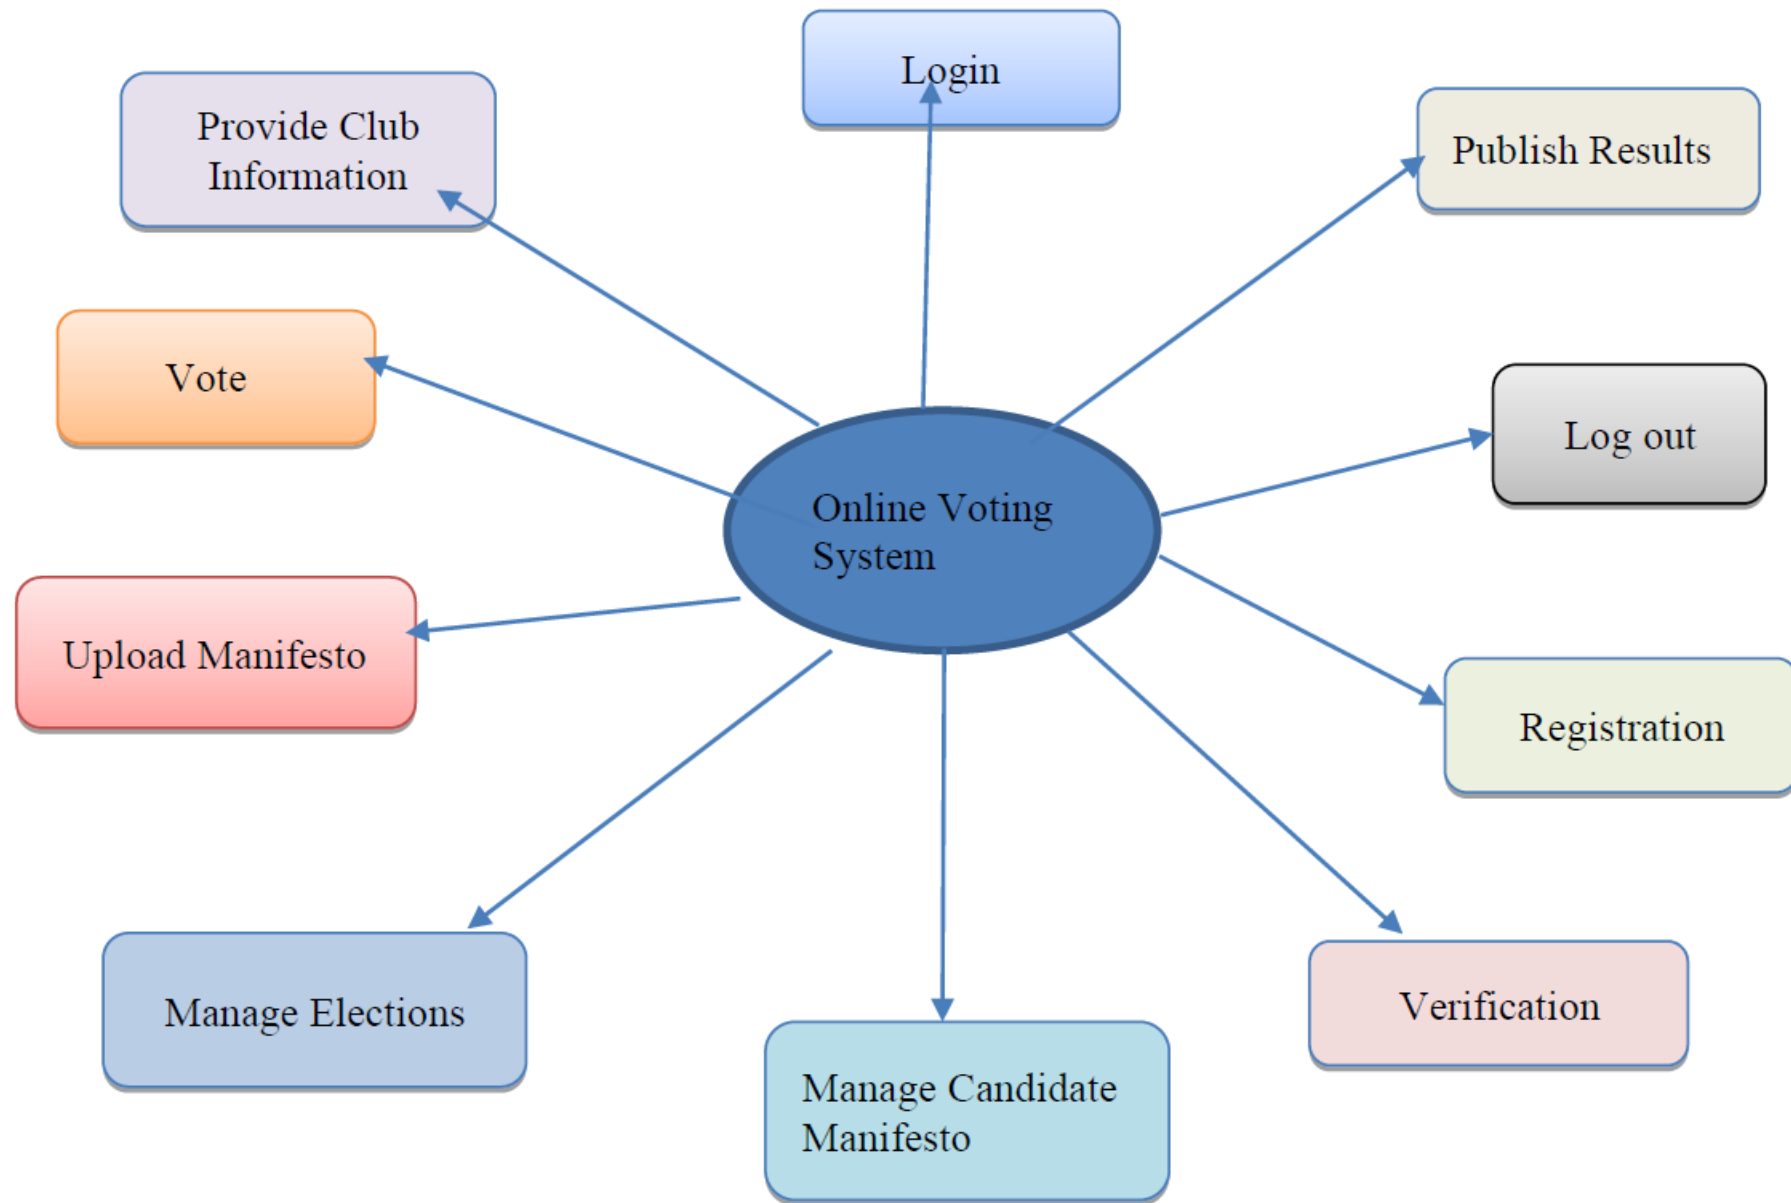 Login
Provide Club
Information
Publish Results
Vote
Log out
Online Voting
System
Upload Manifesto
Registration
Manage Elections
Verification
Manage Candidate
Manifesto